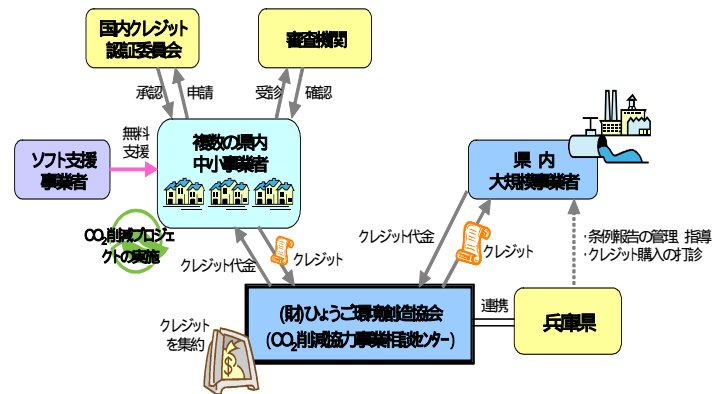 国内クレジット
認証委員会
審査機関
承認
申請
受診
確認
無料
支援
複数の県内
中小事業者
ソフト支援
事業者
県 内
大規模事業者
CO2削減プロジェ
クトの実施
クレジット代金
クレジット
クレジット代金
クレジット
・条例報告の管理 指導
・クレジット購入の打診
(財)ひょうご環境創造協会
(CO2削減協力事業相談センター)
連携
兵庫県
クレジット
を集約
$